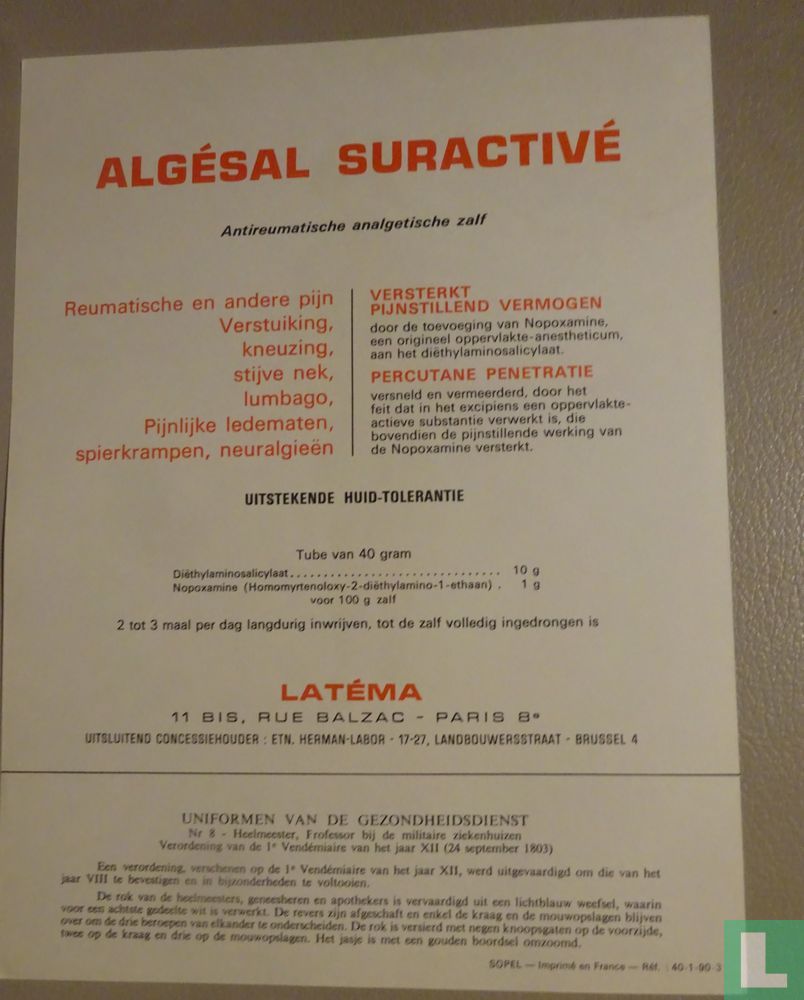 ALGÉSAL SURACTIVÉ
Antireumatische analgetische zalf
Reumatische en andere pijn
Verstuiking,
kneuzing,
stijve nek,
lumbago,
Pijnlijke ledematen,
spierkrampen, neuralgieën
VERSTERKT
PIJNSTILLEND VERMOGEN
door de toevoeging van Nopoxamine,
een origineel oppervlakte-anestheticum,
aan het diëthylaminosalicylaat.
PERCUTANE PENETRATIE
versneld en vermeerderd, door het
feit dat in het excipiens een oppervlakte-
actieve substantie verwerkt is, die
bovendien de pijnstillende werking van
de Nopoxamine versterkt.
UITSTEKENDE HUID-TOLERANTIE
Tube van 40 gram
Diëthylaminosalicylaat.............................. 10 g
Nopoxamine (Homomyrtenoloxy-2-diëthylamino-1-ethaan) . 1 g
voor 100 g zalf
2 tot 3 maal per dag langdurig inwrijven, tot de zalf volledig ingedrongen is
LATÉMA
11 BIS, RUE BALZAC - PARIS 8e
UITSLUITEND CONCESSIEHOUDER : ETN. HERMAN-LABOR - 17-27, LANDBOUWERSSTRAAT - BRUSSEL 4
UNIFORMEN VAN DE GEZONDHEIDSDIENST
Nr 8 - Heelmeester, Professor bij de militaire ziekenhuizen
Verordening van de 1e Vendémiaire van het jaar XII (24 september 1803)
Een verordening, verschenen op de 1e Vendémiaire van het jaar XII, werd uitgevaardigd om die van het
jaar VIII te bevestigen en in bijzonderheden te voltooien.
De rok van de heelmeesters, geneesheren en apothekers is vervaardigd uit een lichtblauw weefsel, waarin
voor een achtste gedeelte wit is verwerkt. De revers zijn afgeschaft en enkel de kraag en de mouwopslagen blijven
over om de drie beroepen van elkander te onderscheiden. De rok is versierd met negen knoopsgaten op de voorzijde,
twee op de kraag en drie op de mouwopslagen. Het jasje is met een gouden boordsel omzoomd.
SOPEL — Imprimé en France — Réf. : 40-1-90-3
L